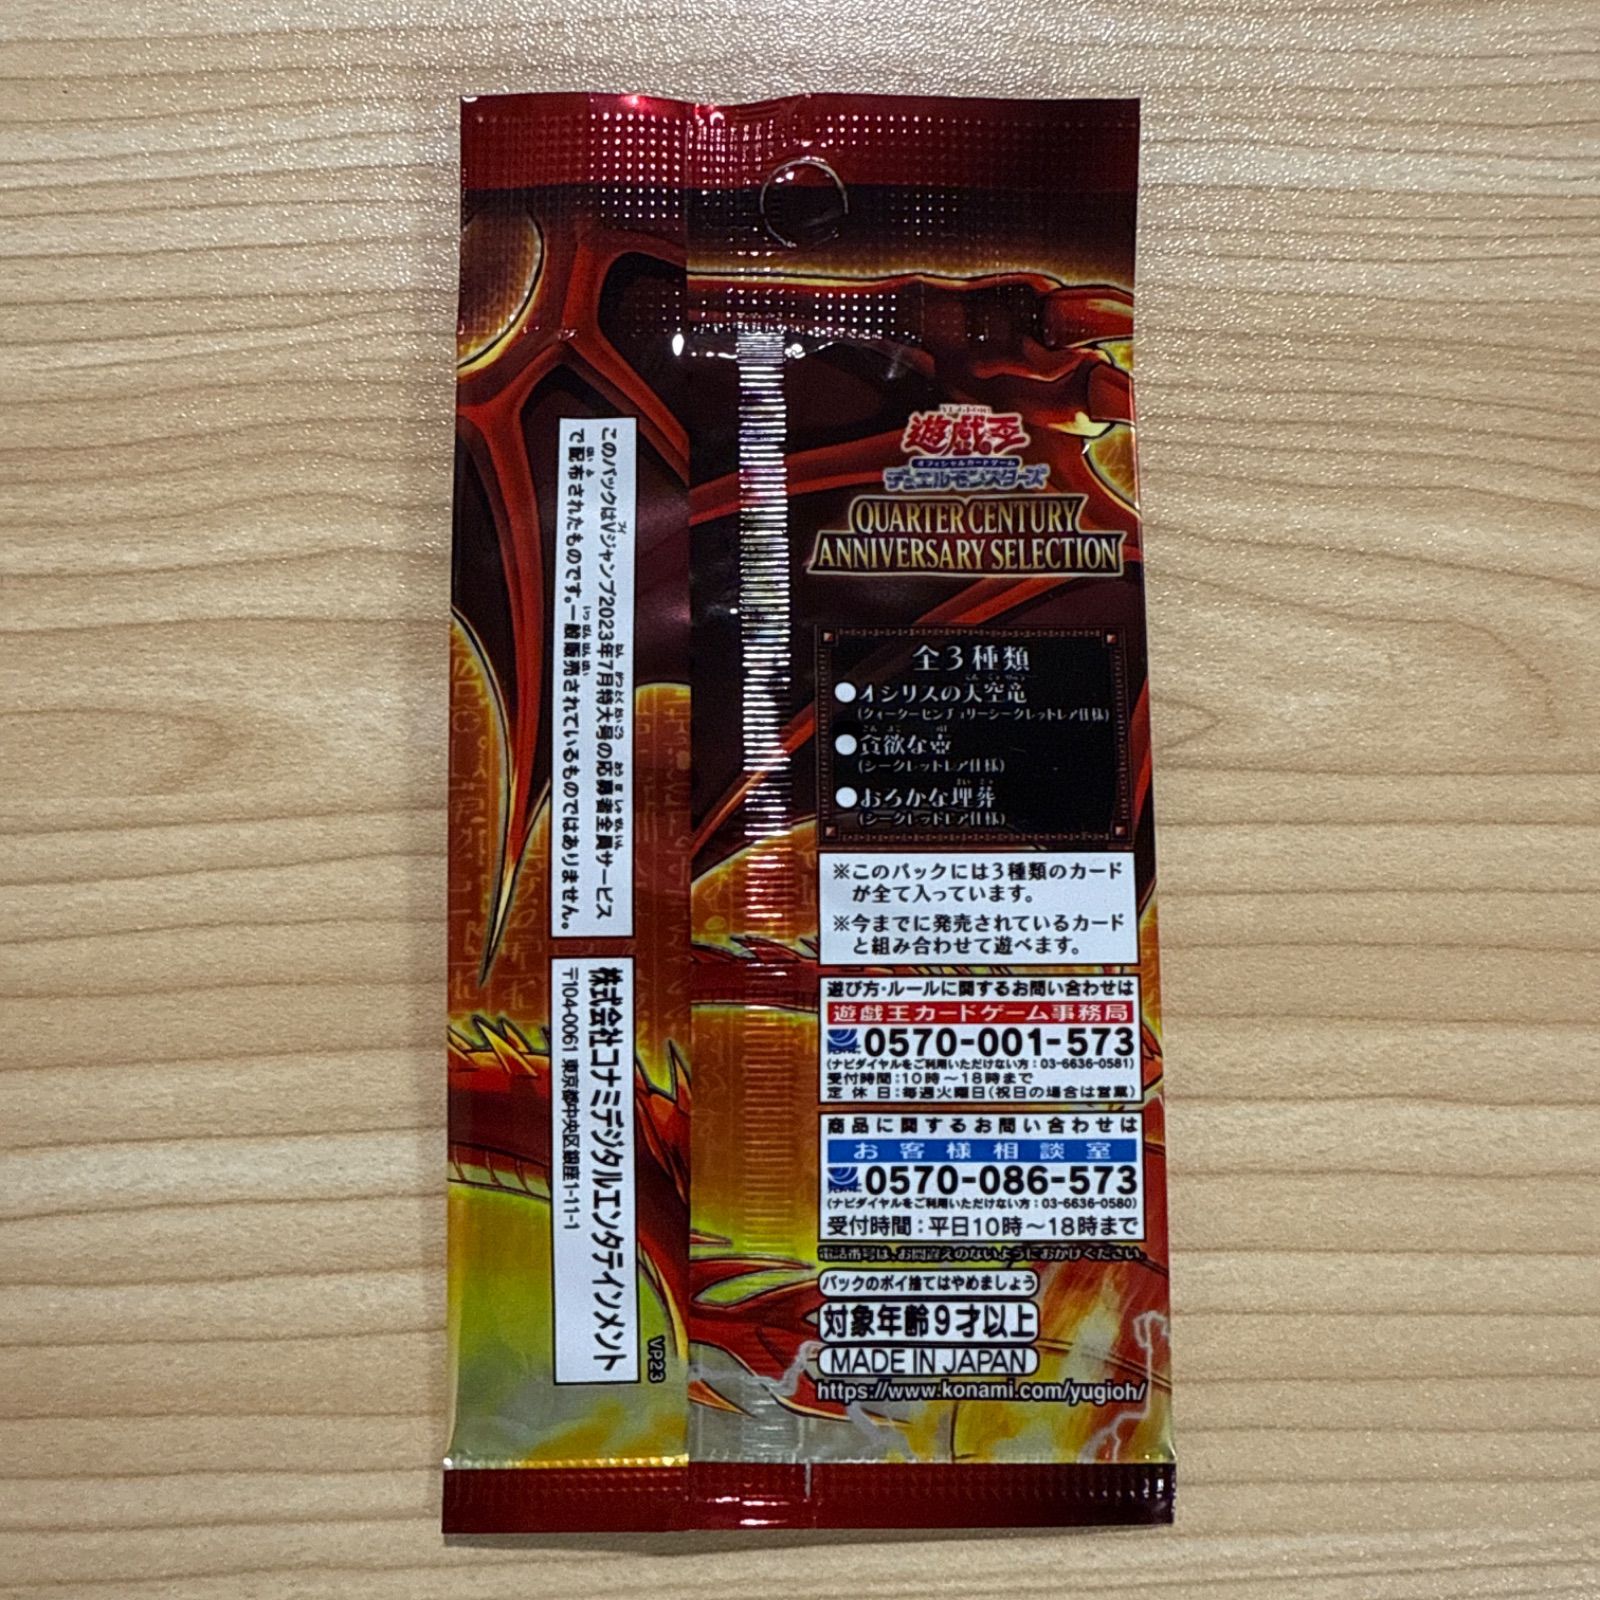 YU-GI-OH!
遊戯王
オフィシャルカードゲーム
デュエルモンスターズ
QUARTER CENTURY
ANNIVERSARY SELECTION
全3種類
●オシリスの天空竜
(クォーターセンチュリーシークレットレア仕様)
●貪欲な壺
(シークレットレア仕様)
●おろかな埋葬
(シークレットレア仕様)
※このパックには3種類のカード
が全て入っています。
※今までに発売されているカード
と組み合わせて遊べます。
遊び方・ルールに関するお問い合わせは
遊戯王カードゲーム事務局
0570-001-573
(ナビダイヤルをご利用いただけない方：03-6636-0581)
受付時間：10時～18時まで
定休日：毎週火曜日(祝日の場合は営業)
商品に関するお問い合わせは
お客様相談室
0570-086-573
(ナビダイヤルをご利用いただけない方：03-6636-0580)
受付時間：平日10時～18時まで
電話番号は、お間違えのないようにおかけください。
パックのポイ捨てはやめましょう
対象年齢9才以上
MADE IN JAPAN
https://www.konami.com/yugioh/
このパックはVジャンプ2023年7月特大号の応募者全員サービス
で配布されたものです。一般販売されているものではありません。
株式会社コナミデジタルエンタテインメント
〒104-0061 東京都中央区銀座1-11-1
VP23